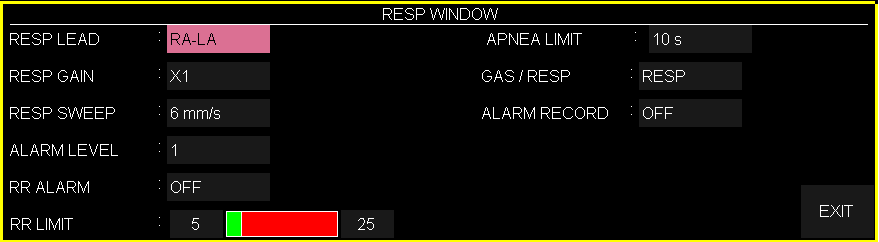 RESP WINDOW
RESP LEAD : RA-LA APNEA LIMIT : 10 s
RESP GAIN : X1 GAS / RESP : RESP
RESP SWEEP : 6 mm/s ALARM RECORD : OFF
ALARM LEVEL : 1
RR ALARM : OFF
RR LIMIT : 5 25
EXIT